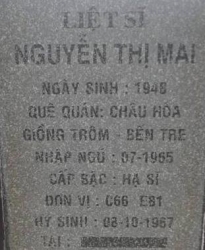 LIỆT SĨ
NGUYỄN THỊ MAI
NGÀY SINH : 1948
QUÊ QUÁN: CHÂU HÒA
GIỒNG TRÔM - BẾN TRE
NHẬP NGŨ : 07-1965
CẤP BẬC : HẠ SĨ
ĐƠN VỊ : C66 E81
HY SINH : 08-10-1967
TẠI :